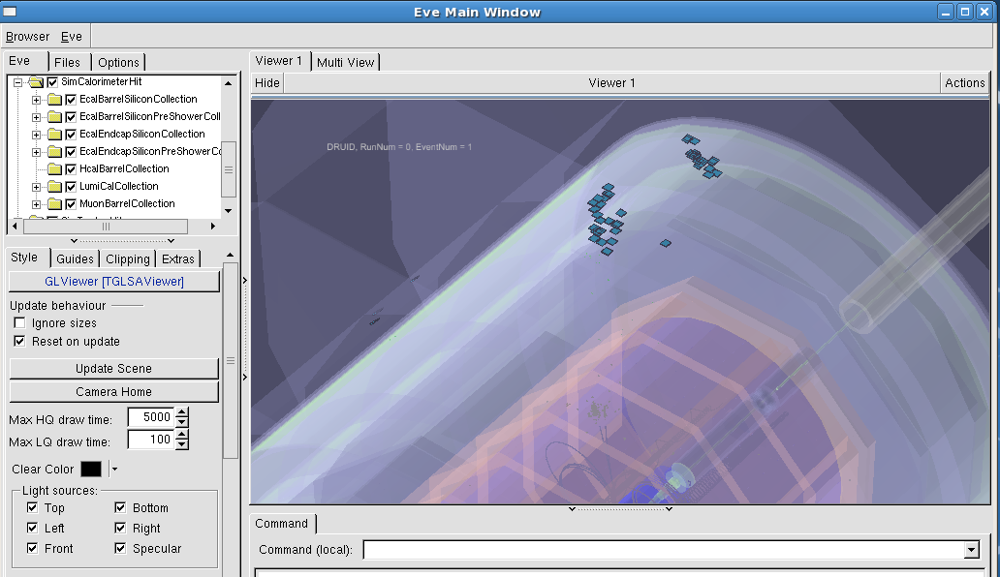 Eve Main Window
Browser Eve
Eve Files Options
SimCalorimeterHit
EcalBarrelSiliconCollection
EcalBarrelSiliconPreShowerColl
EcalEndcapSiliconCollection
EcalEndcapSiliconPreShowerCo
HcalBarrelCollection
LumiCalCollection
MuonBarrelCollection
Style Guides Clipping Extras
GLViewer [TGLSAViewer]
Update behaviour
Ignore sizes
Reset on update
Update Scene
Camera Home
Max HQ draw time: 5000
Max LQ draw time: 100
Clear Color
Light sources:
Top Bottom
Left Right
Front Specular
Viewer 1 Multi View
Hide Viewer 1 Actions
DRUID, RunNum = 0, EventNum = 1
Command
Command (local):